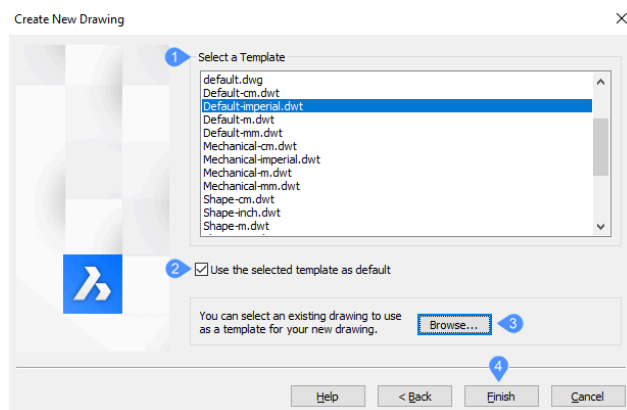 Create New Drawing
1
Select a Template
default.dwg
Default-cm.dwt
Default-imperial.dwt
Default-m.dwt
Default-mm.dwt
Mechanical-cm.dwt
Mechanical-imperial.dwt
Mechanical-m.dwt
Mechanical-mm.dwt
Shape-cm.dwt
Shape-inch.dwt
Shape-m.dwt
2
Use the selected template as default
You can select an existing drawing to use
as a template for your new drawing.
Browse...
3
4
Help
< Back
Finish
Cancel